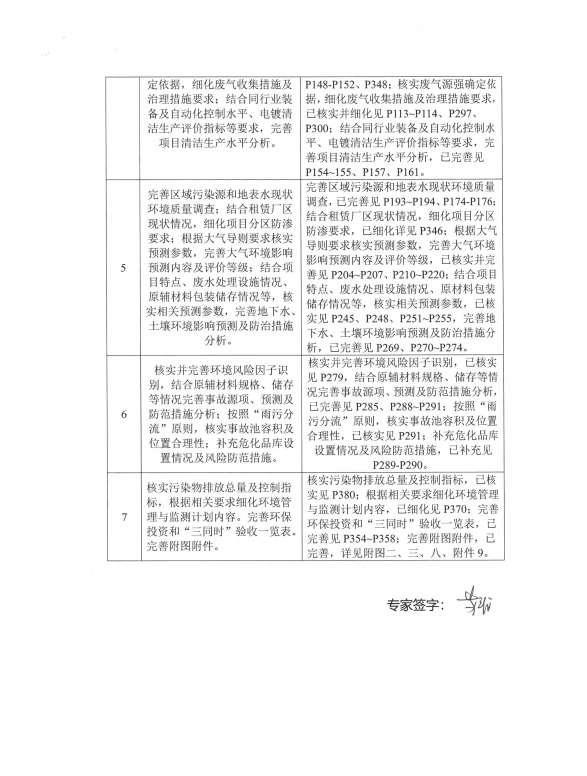 定依据，细化废气收集措施及
治理措施要求；结合同行业装
备及自动化控制水平、电镀清
洁生产评价指标等要求，完善
项目清洁生产水平分析。
P148-P152、P348；核实废气源强确定依
据，细化废气收集措施及治理措施要求，
已核实并细化见 P113~P114、P297、
P300；结合同行业装备及自动化控制水
平、电镀清洁生产评价指标等要求，完
善项目清洁生产水平分析，已完善见
P154~155、P157、P161。
5
完善区域污染源和地表水现状
环境质量调查；结合租赁厂区
现状情况，细化项目分区防渗
要求；根据大气导则要求核实
预测参数，完善大气环境影响
预测内容及评价等级；结合项
目特点、废水处理设施情况、
原辅材料包装储存情况等，核
实相关预测参数，完善地下水、
土壤环境影响预测及防治措施
分析。
完善区域污染源和地表水现状环境质量
调查，已完善见 P193~P194、P174-P176；
结合租赁厂区现状情况，细化项目分区
防渗要求，已细化详见 P346；根据大气
导则要求核实预测参数，完善大气环境
影响预测内容及评价等级，已核实并完
善见 P204~P207、P210~P220；结合项目
特点、废水处理设施情况、原辅材料包装
储存情况等，核实相关预测参数，已核
实见 P245、P248、P251~P255，完善地
下水、土壤环境影响预测及防治措施分
析，已完善见 P269、P270~P274。
6
核实并完善环境风险因子识
别，结合原辅材料规格、储存
等情况完善事故源项、预测及
防范措施分析；按照“雨污分
流”原则，核实事故池容积及
位置合理性；补充危化品库设
置情况及风险防范措施。
核实并完善环境风险因子识别，已核实
见 P279，结合原辅材料规格、储存等情
况完善事故源项、预测及防范措施分析，
已完善见 P285、P288~P291；按照“雨
污分流”原则，核实事故池容积及位置
合理性，已核实见 P291；补充危化品库
设置情况及风险防范措施，已补充见
P289-P290。
7
核实污染物排放总量及控制指
标，根据相关要求细化环境管
理与监测计划内容。完善环保
投资和“三同时”验收一览表。
完善附图附件。
核实污染物排放总量及控制指标，已核
实见 P380；根据相关要求细化环境管理
与监测计划内容，已细化见 P370；完善
环保投资和“三同时”验收一览表，已
完善见 P354~P358；完善附图附件，已
完善，详见附图二、三、八、附件 9。
专家签字：